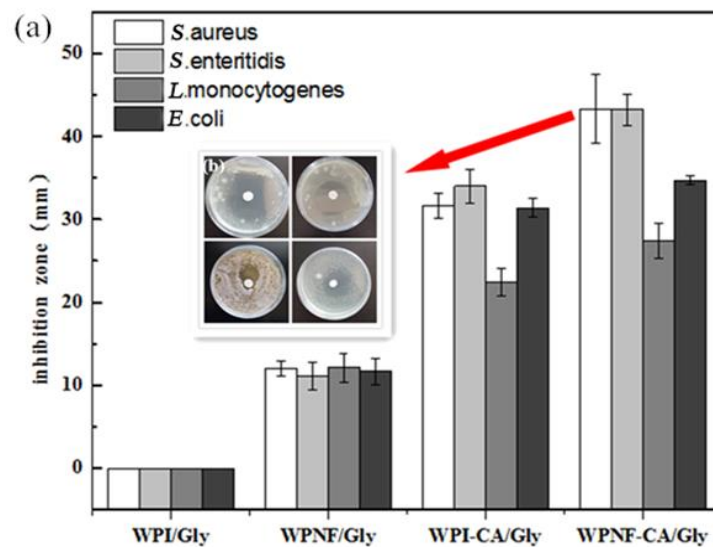 (a)
S.aureus
S.enteritidis
L.monocytogenes
E.coli
(b)
50
40
30
20
10
0
inhibition zone (mm)
WPI/Gly WPNF/Gly WPI-CA/Gly WPNF-CA/Gly